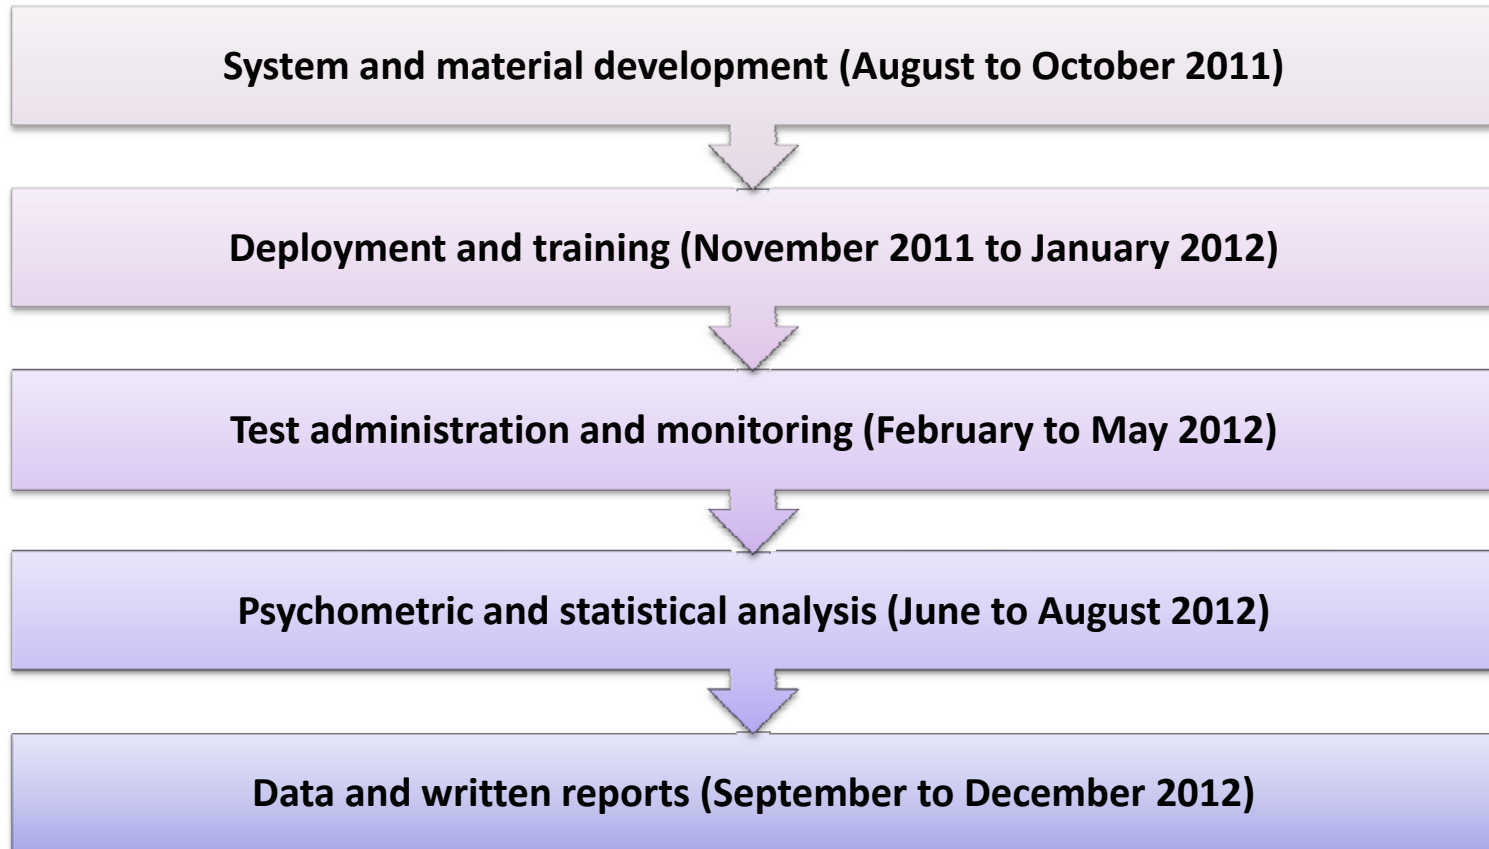 System and material development (August to October 2011)
Deployment and training (November 2011 to January 2012)
Test administration and monitoring (February to May 2012)
Psychometric and statistical analysis (June to August 2012)
Data and written reports (September to December 2012)